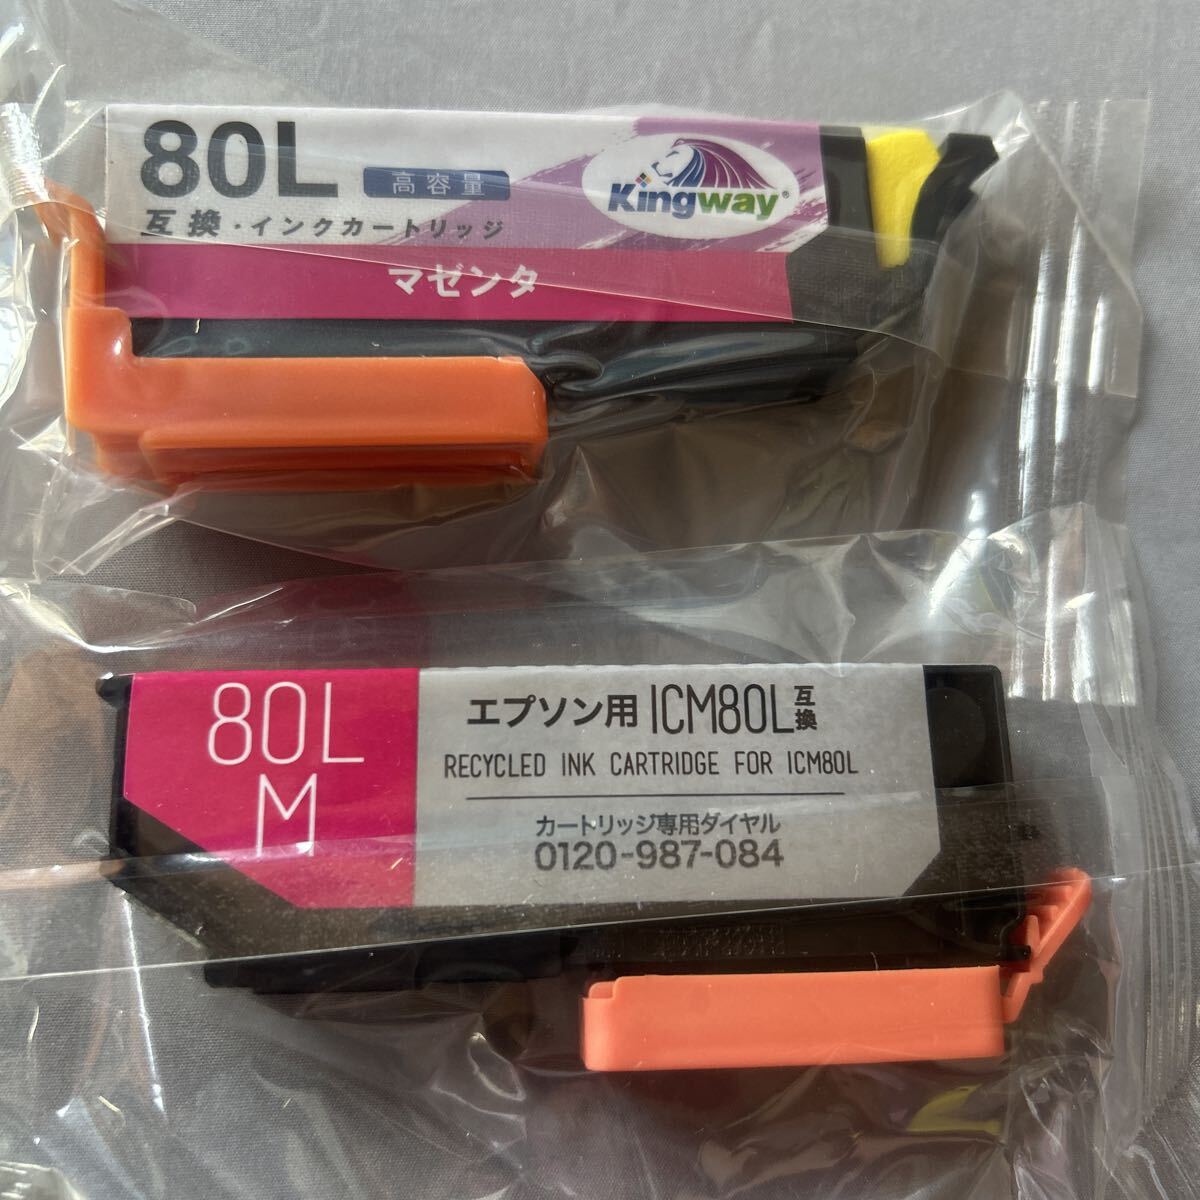 80L
高容量
互換・インクカートリッジ
Kingway®
マゼンタ
80L
M
エプソン用 ICM80L 互換
RECYCLED INK CARTRIDGE FOR ICM80L
カートリッジ専用ダイヤル
0120-987-084